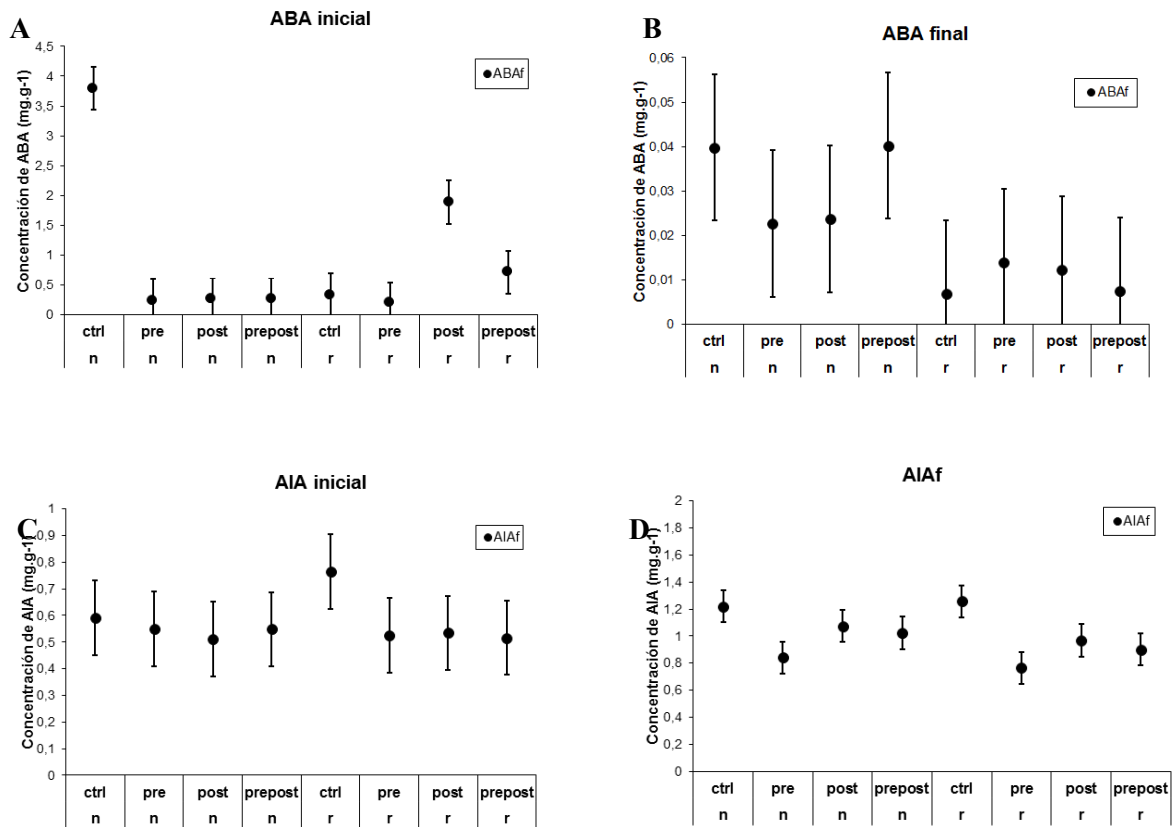 A
ABA inicial
Concentración de ABA (mg.g-1)
4,5
4
3,5
3
2,5
2
1,5
1
0,5
0
ABAf
ctrl pre post prepost ctrl pre post prepost
n n n n r r r r
B
ABA final
Concentración de ABA (mg.g-1)
0,06
0,05
0,04
0,03
0,02
0,01
0
ABAf
ctrl pre post prepost ctrl pre post prepost
n n n n r r r r
C
AIA inicial
Concentración de AIA (mg.g-1)
1
0,9
0,8
0,7
0,6
0,5
0,4
0,3
0,2
0,1
0
AIAf
ctrl pre post prepost ctrl pre post prepost
n n n n r r r r
D
AIAf
Concentración de AIA (mg.g-1)
2
1,8
1,6
1,4
1,2
1
0,8
0,6
0,4
0,2
0
AIAf
ctrl pre post prepost ctrl pre post prepost
n n n n r r r r